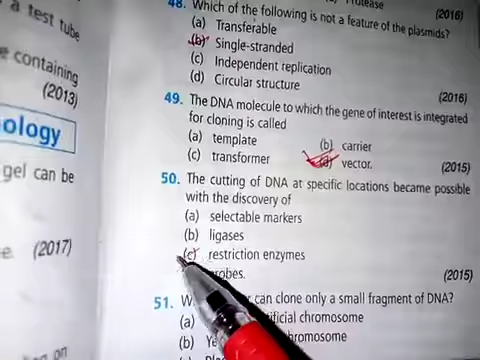 a test tube
containing
(2013)
ology
gel can be
(2017)
48. Which of the following is not a feature of the plasmids?
(2016)
(a) Transferable
(b) Single-stranded
(c) Independent replication
(d) Circular structure
(2016)
49. The DNA molecule to which the gene of interest is integrated
for cloning is called
(a) template
(b) carrier
(c) transformer
(d) vector.
(2015)
50. The cutting of DNA at specific locations became possible
with the discovery of
(a) selectable markers
(b) ligases
(c) restriction enzymes
obes.
(2015)
51. W can clone only a small fragment of DNA?
(a) ificial chromosome
(b) Ye hromosome